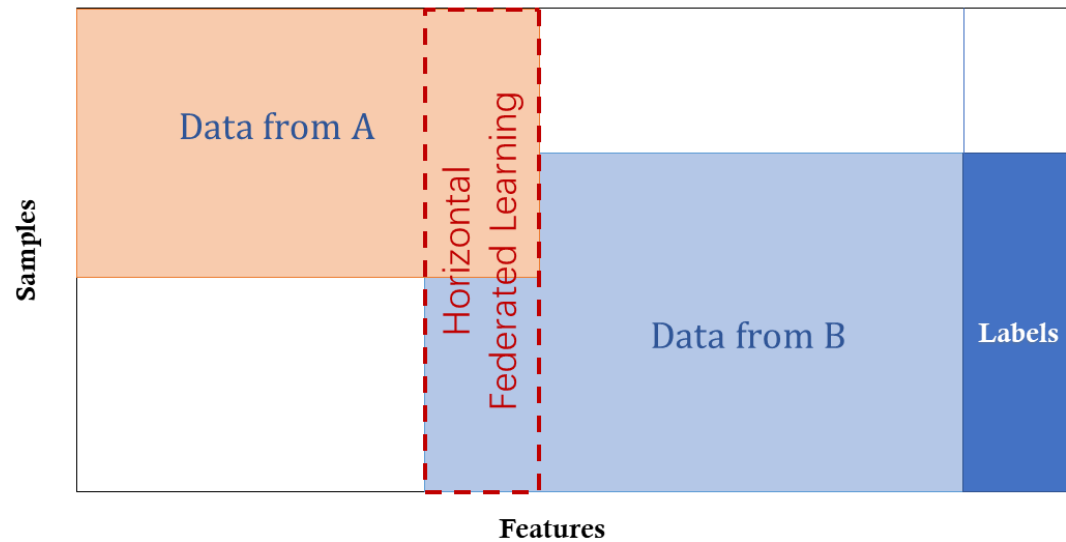 Data from A
Horizontal
Federated Learning
Samples
Data from B
Labels
Features